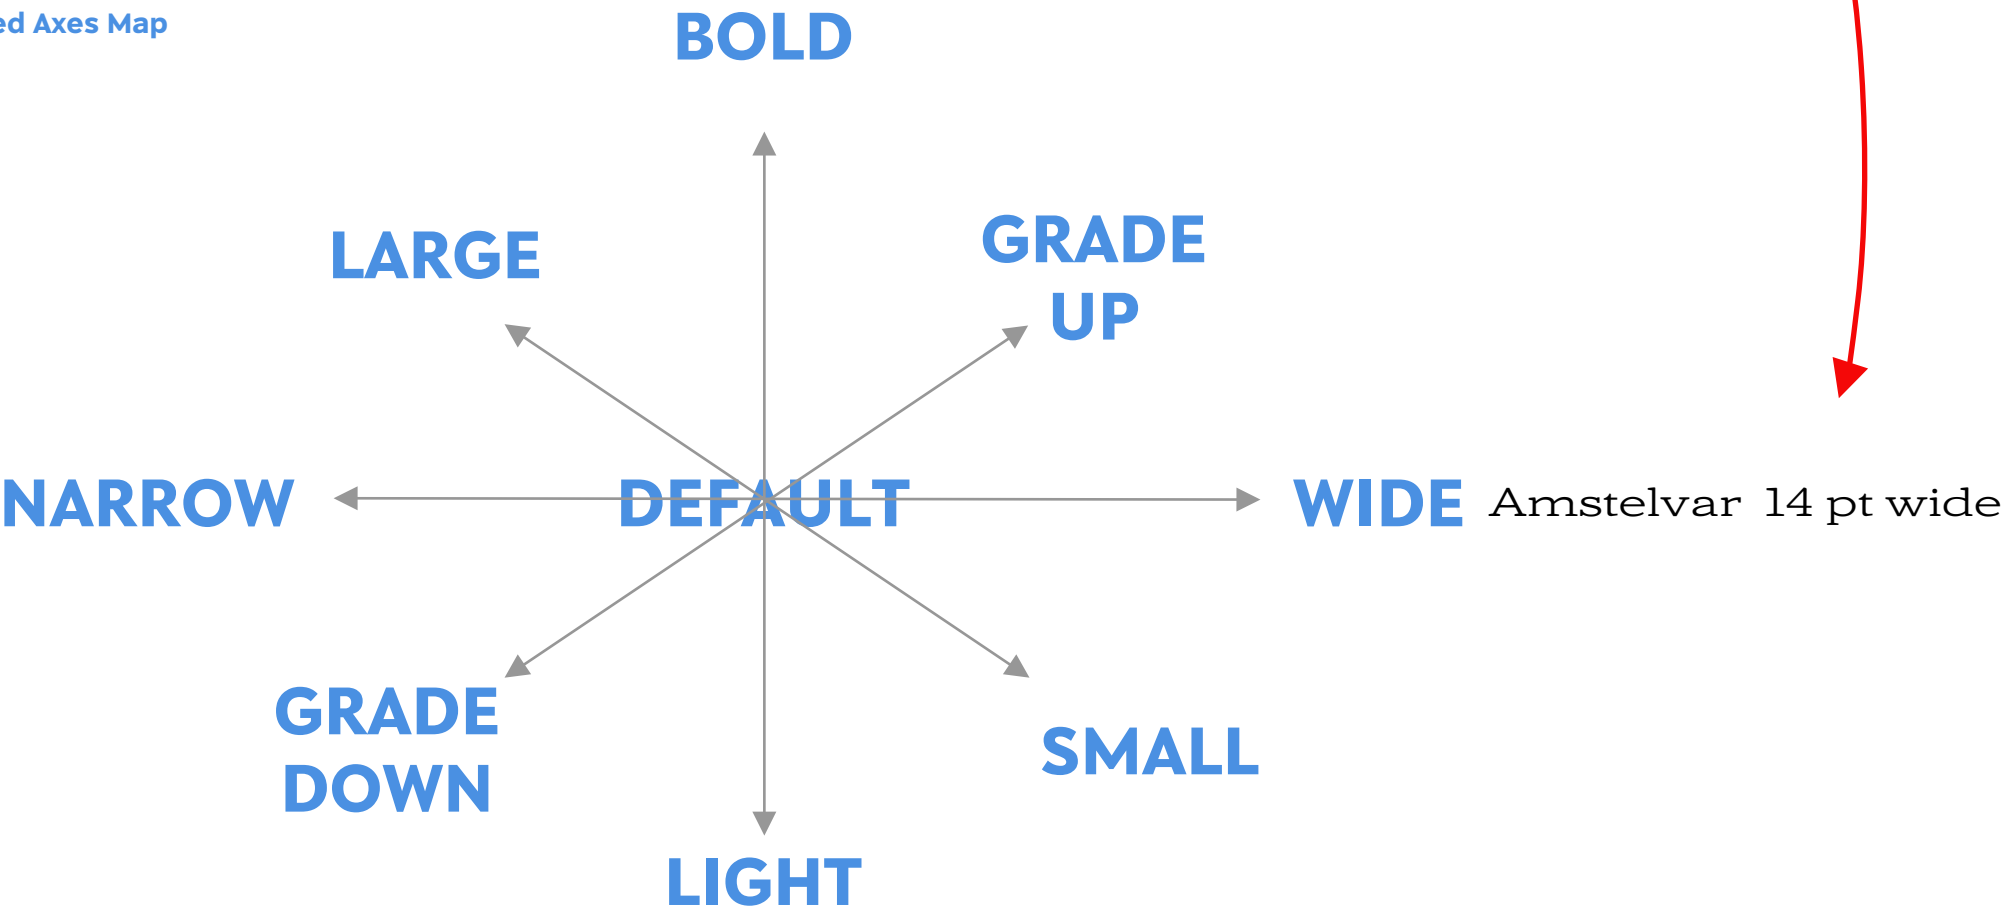 ed Axes Map
BOLD
LARGE
GRADE
UP
NARROW
DEFAULT
WIDE
Amstelvar 14 pt wide
GRADE
DOWN
SMALL
LIGHT